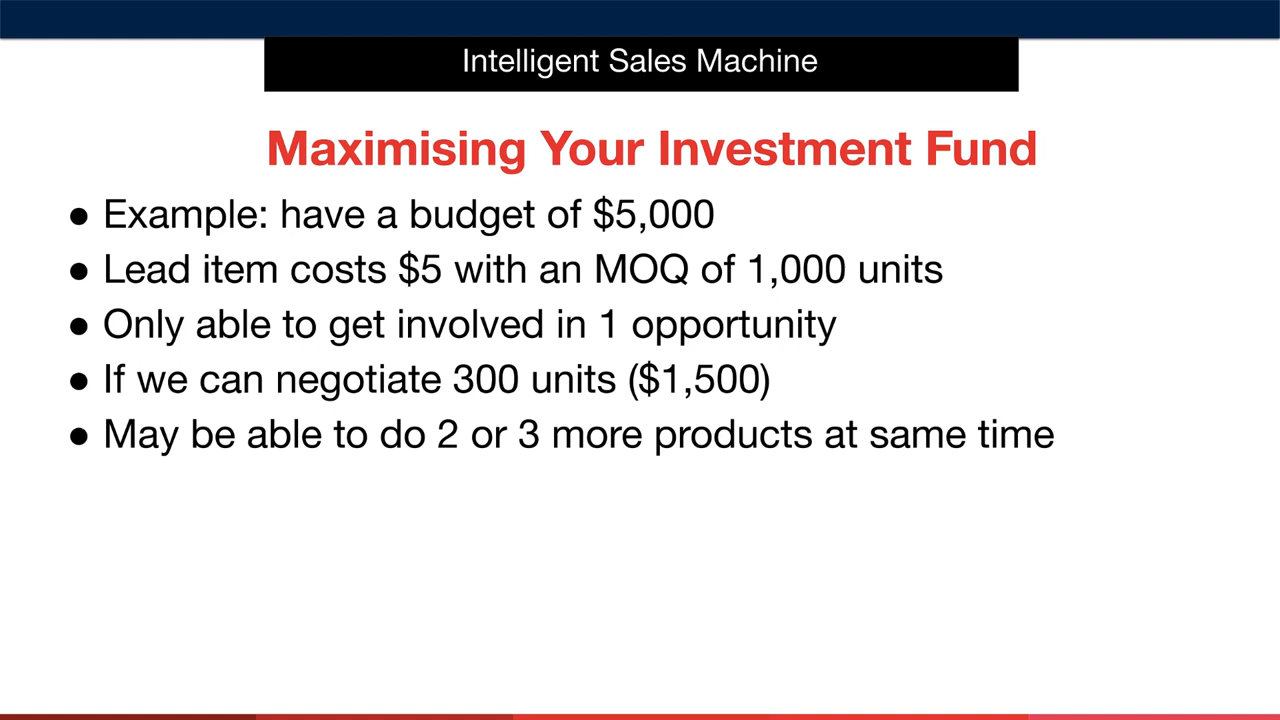 Intelligent Sales Machine
Maximising Your Investment Fund
● Example: have a budget of $5,000
● Lead item costs $5 with an MOQ of 1,000 units
● Only able to get involved in 1 opportunity
● If we can negotiate 300 units ($1,500)
● May be able to do 2 or 3 more products at same time